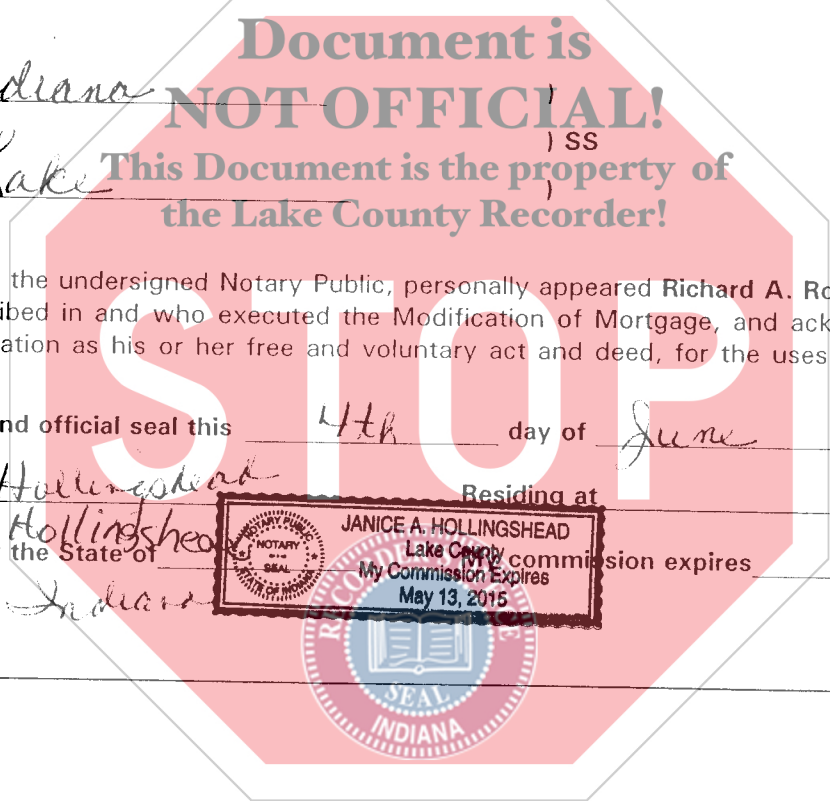 Document is
diana )
NOT OFFICIAL!
) SS
This Document is the property of
Lake )
the Lake County Recorder!
STOP
the undersigned Notary Public, personally appeared Richard A. Ro
ibed in and who executed the Modification of Mortgage, and ack
ation as his or her free and voluntary act and deed, for the uses
nd official seal this 4th day of June
Hollingshead Residing at
Hollingshead
the State of My commission expires
Indiana
JANICE A. HOLLINGSHEAD
Lake County
My Commission Expires
May 13, 2015
NOTARY PUBLIC
NOTARY
SEAL
STATE OF INDIANA
SEAL
INDIANA